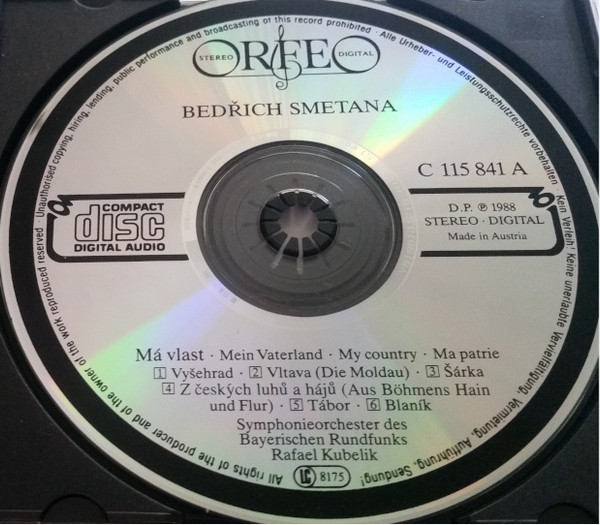 Unauthorised copying, hiring, lending, public performance and broadcasting of this record prohibited · Alle Urheber- und Leistungsschutzrechte vorbehalten · Kein Verleih! Keine unerlaubte Vervielfältigung, Vermietung, Aufführung, Sendung!
STEREO ORFEO DIGITAL
BEDŘICH SMETANA
C 115 841 A
COMPACT
disc
DIGITAL AUDIO
D.P. ℗ 1988
STEREO · DIGITAL
Made in Austria
Má vlast · Mein Vaterland · My country · Ma patrie
1 Vyšehrad · 2 Vltava (Die Moldau) · 3 Šárka
4 Z českých luhů a hájů (Aus Böhmens Hain
und Flur) · 5 Tábor · 6 Blaník
Symphonieorchester des
Bayerischen Rundfunks
Rafael Kubelik
LC 8175
All rights of the producer and of the owner of the work reproduced reserved ·